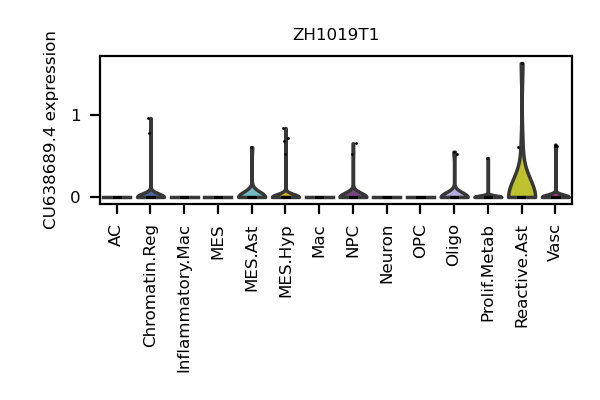 ZH1019T1
CU638689.4 expression
1
0
AC
Chromatin.Reg
Inflammatory.Mac
MES
MES.Ast
MES.Hyp
Mac
NPC
Neuron
OPC
Oligo
Prolif.Metab
Reactive.Ast
Vasc